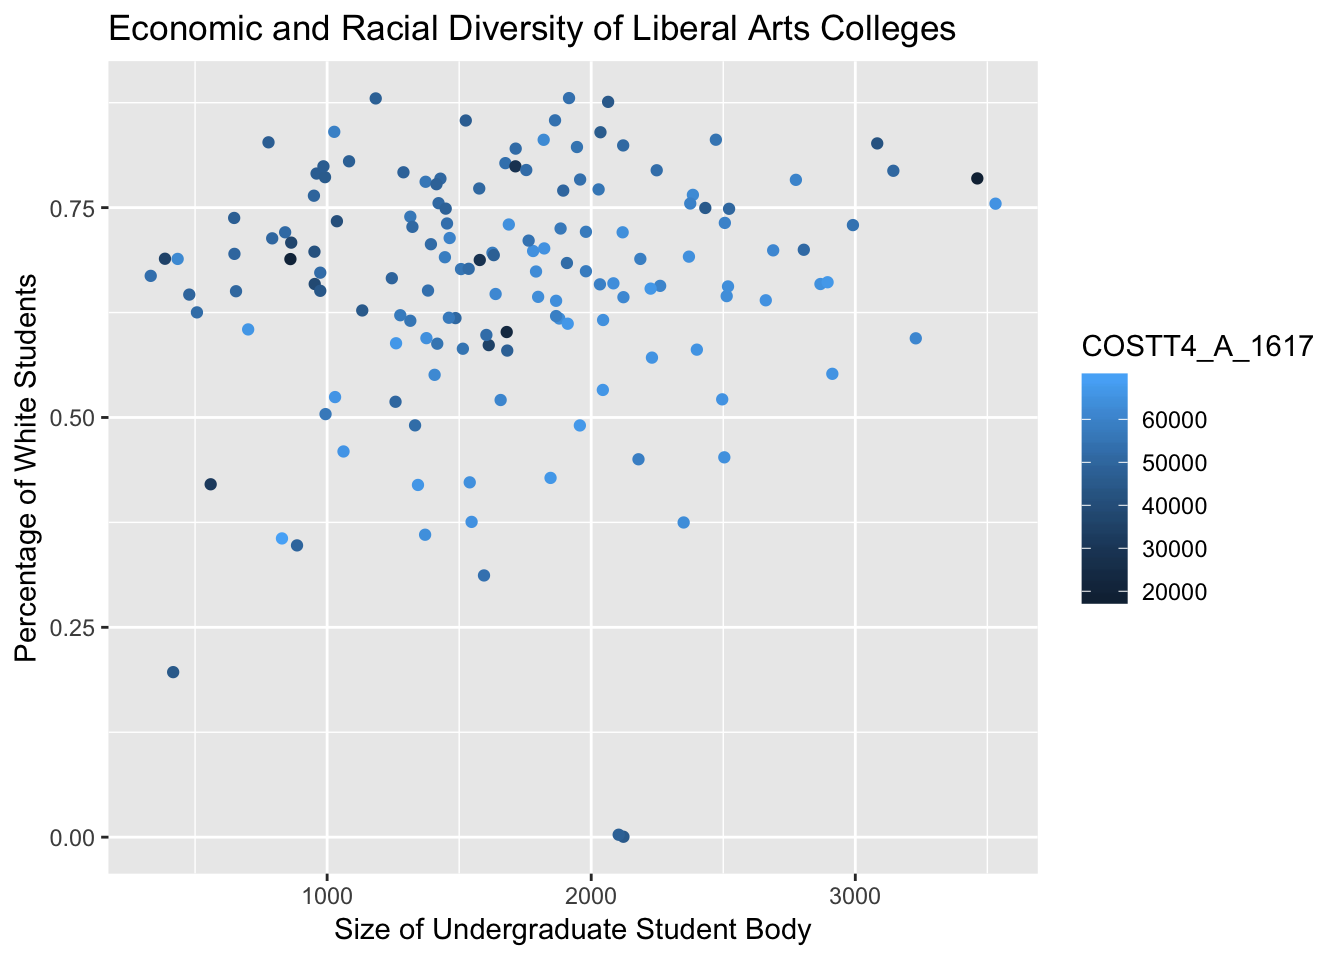 Economic and Racial Diversity of Liberal Arts Colleges
Percentage of White Students
0.75
0.50
0.25
0.00
1000 2000 3000
Size of Undergraduate Student Body
COSTT4_A_1617
60000
50000
40000
30000
20000